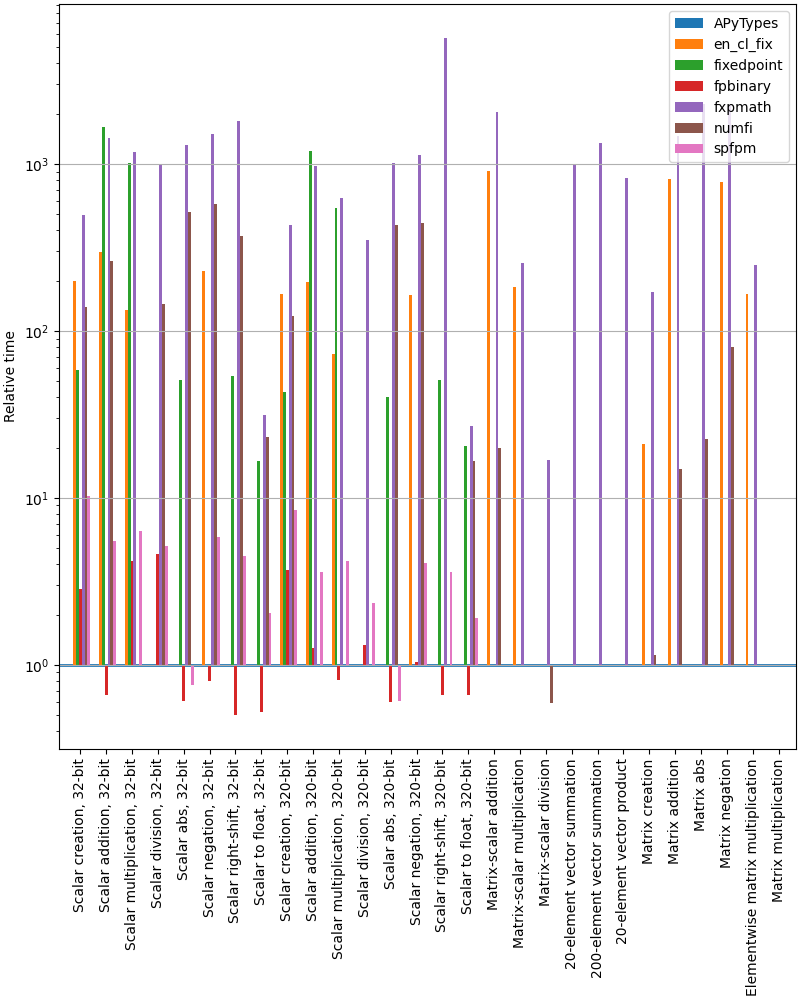 APyTypes
en_cl_fix
fixedpoint
fpbinary
fxpmath
numfi
spfpm
Relative time
10³
10²
10¹
10⁰
Scalar creation, 32-bit
Scalar addition, 32-bit
Scalar multiplication, 32-bit
Scalar division, 32-bit
Scalar abs, 32-bit
Scalar negation, 32-bit
Scalar right-shift, 32-bit
Scalar to float, 32-bit
Scalar creation, 320-bit
Scalar addition, 320-bit
Scalar multiplication, 320-bit
Scalar division, 320-bit
Scalar abs, 320-bit
Scalar negation, 320-bit
Scalar right-shift, 320-bit
Scalar to float, 320-bit
Matrix-scalar addition
Matrix-scalar multiplication
Matrix-scalar division
20-element vector summation
200-element vector summation
20-element vector product
Matrix creation
Matrix addition
Matrix abs
Matrix negation
Elementwise matrix multiplication
Matrix multiplication